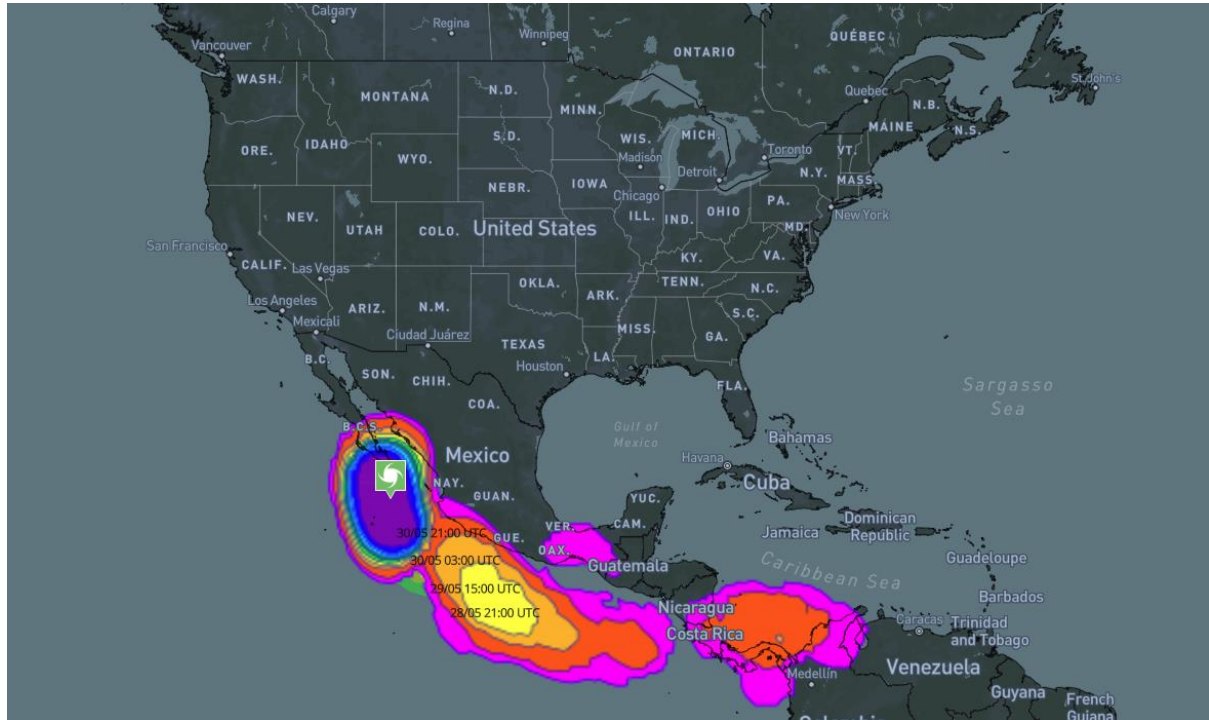 Calgary
Regina
Winnipeg
Vancouver
ONTARIO
QUÉBEC
WASH.
MONTANA
N.D.
MINN.
Quebec
N.B.
St.John's
ORE.
IDAHO
S.D.
WIS.
MICH.
MAINE
N.S.
WYO.
Madison
Toronto
VT.
NEBR.
IOWA
Chicago
Detroit
N.Y.
MASS
NEV.
UTAH
COLO.
United States
ILL.
IND.
OHIO
PA.
New York
San Francisco
CALIF.
Las Vegas
KY.
VA.
MD.
Los Angeles
ARIZ.
N.M.
OKLA.
ARK.
TENN.
N.C.
Mexicali
Ciudad Juárez
TEXAS
MISS.
GA.
S.C.
B.C.
SON.
CHIH.
Houston
LA.
FLA.
Sargasso
Sea
COA.
B.C.S.
Mexico
Gulf of
Mexico
Bahamas
Havana
Cuba
NAY.
GUAN.
YUC.
30/05 21:00 UTC
GUE.
VER.
CAM.
Jamaica
Dominican
Republic
30/05 03:00 UTC
OAX.
Guatemala
Caribbean Sea
Guadeloupe
29/05 15:00 UTC
Barbados
28/05 21:00 UTC
Nicaragua
Costa Rica
Caracas
Trinidad
and Tobago
Medellín
Venezuela
Guyana
French
Guiana
Colombia